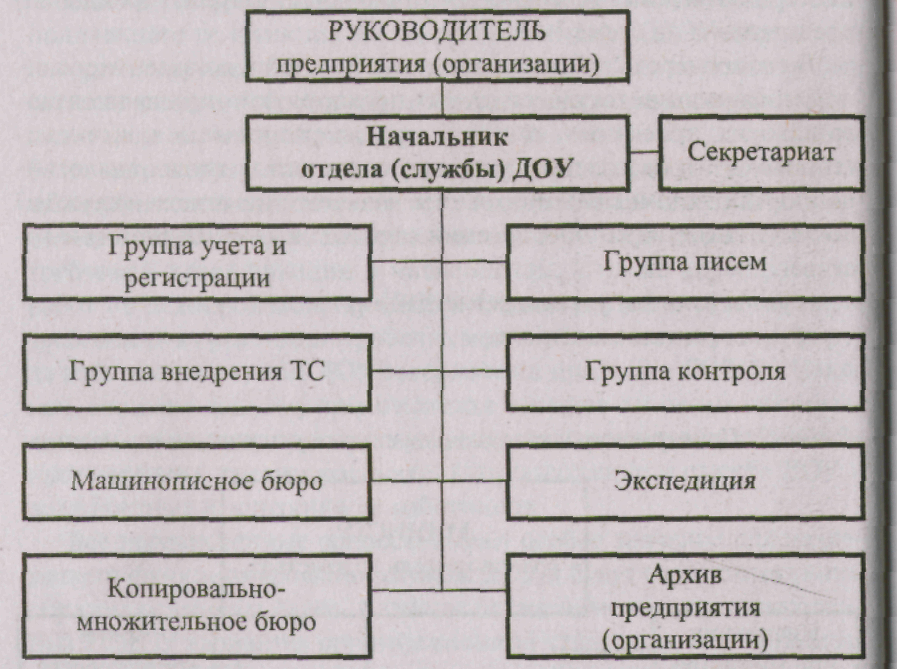 РУКОВОДИТЕЛЬ
предприятия (организации)
Начальник
отдела (службы) ДОУ
Секретариат
Группа учета и
регистрации
Группа писем
Группа внедрения ТС
Группа контроля
Машинописное бюро
Экспедиция
Копировально-
множительное бюро
Архив
предприятия
(организации)